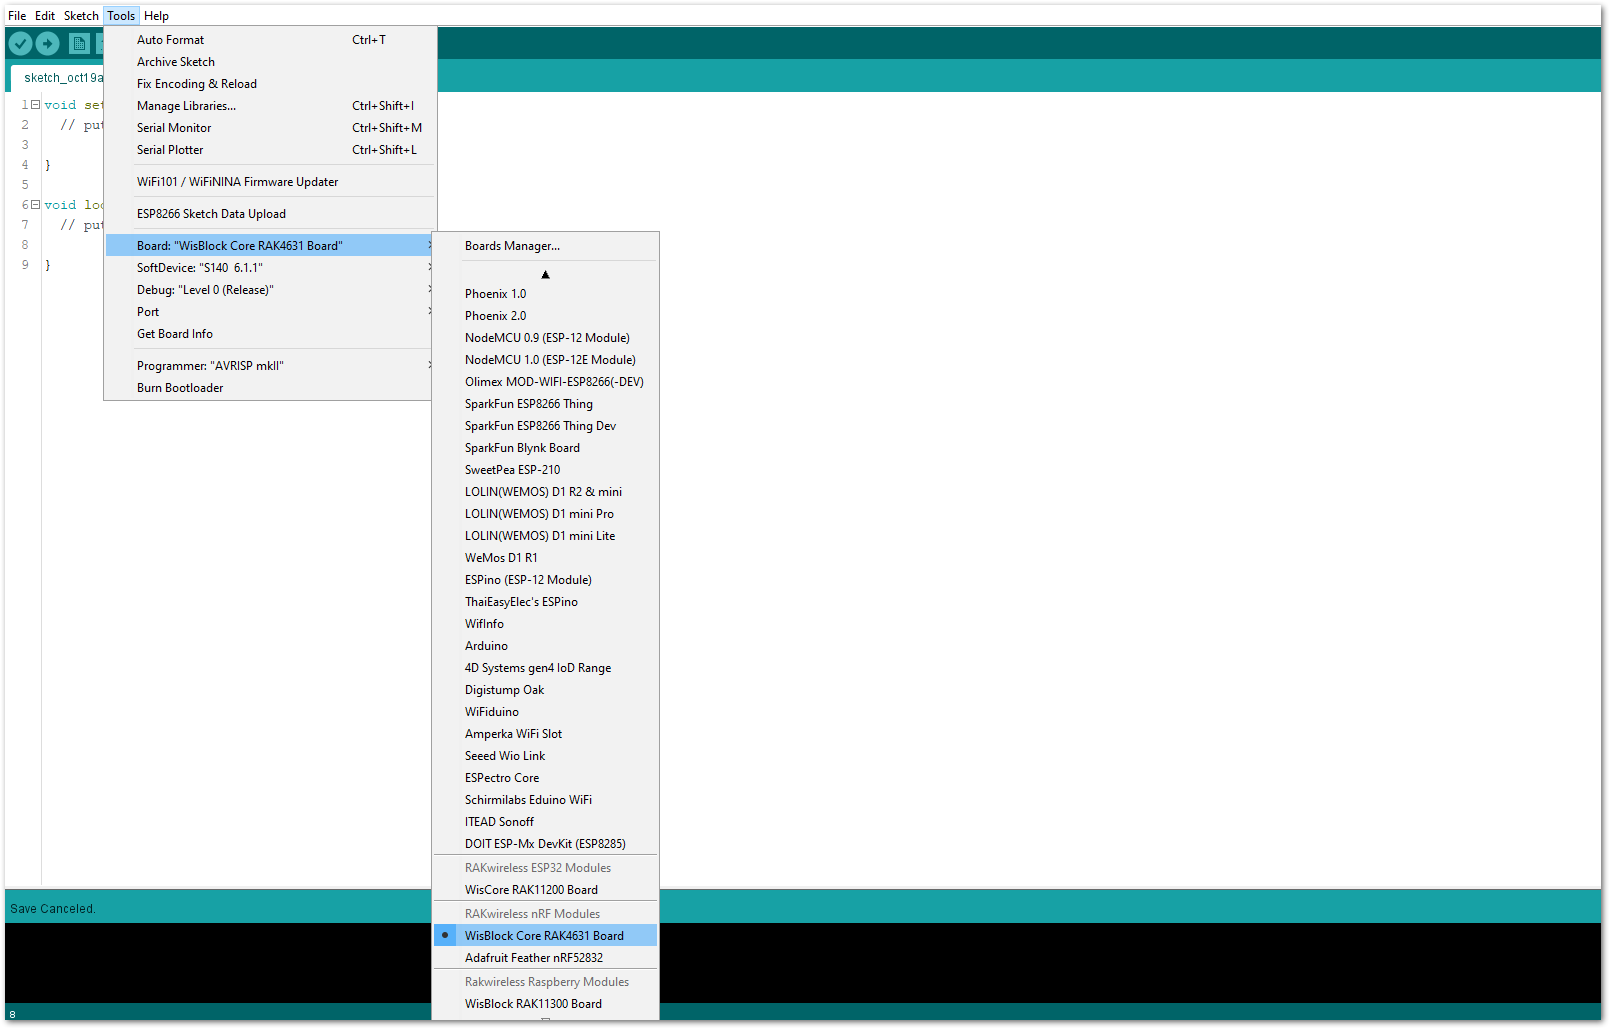 File Edit Sketch Tools Help
sketch_oct19a
1 void set
2 // put
3
4 }
5
6 void loo
7 // put
8
9 }
Auto Format Ctrl+T
Archive Sketch
Fix Encoding & Reload
Manage Libraries... Ctrl+Shift+I
Serial Monitor Ctrl+Shift+M
Serial Plotter Ctrl+Shift+L
WiFi101 / WiFiNINA Firmware Updater
ESP8266 Sketch Data Upload
Board: "WisBlock Core RAK4631 Board"
SoftDevice: "S140 6.1.1"
Debug: "Level 0 (Release)"
Port
Get Board Info
Programmer: "AVRISP mkII"
Burn Bootloader
Boards Manager...
Phoenix 1.0
Phoenix 2.0
NodeMCU 0.9 (ESP-12 Module)
NodeMCU 1.0 (ESP-12E Module)
Olimex MOD-WIFI-ESP8266(-DEV)
SparkFun ESP8266 Thing
SparkFun ESP8266 Thing Dev
SparkFun Blynk Board
SweetPea ESP-210
LOLIN(WEMOS) D1 R2 & mini
LOLIN(WEMOS) D1 mini Pro
LOLIN(WEMOS) D1 mini Lite
WeMos D1 R1
ESPino (ESP-12 Module)
ThaiEasyElec's ESPino
WifInfo
Arduino
4D Systems gen4 IoD Range
Digistump Oak
WiFiduino
Amperka WiFi Slot
Seeed Wio Link
ESPectro Core
Schirmilabs Eduino WiFi
ITEAD Sonoff
DOIT ESP-Mx DevKit (ESP8285)
RAKwireless ESP32 Modules
WisCore RAK11200 Board
RAKwireless nRF Modules
WisBlock Core RAK4631 Board
Adafruit Feather nRF52832
Rakwireless Raspberry Modules
WisBlock RAK11300 Board
Save Canceled.
8